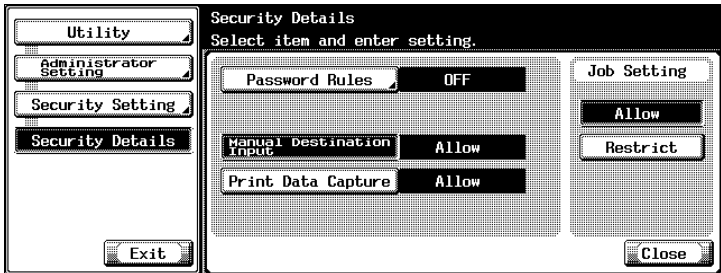 Utility
Administrator
Setting
Security Setting
Security Details
Exit
Security Details
Select item and enter setting.
Password Rules OFF
Manual Destination
Input Allow
Print Data Capture Allow
Job Setting
Allow
Restrict
Close